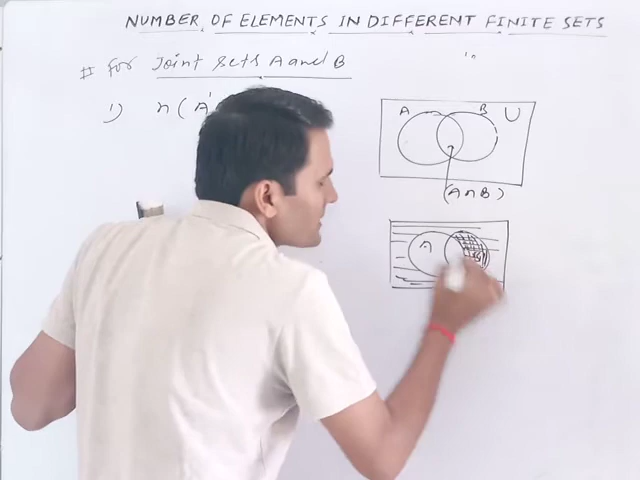 NUMBER OF ELEMENTS IN DIFFERENT FINITE SETS
# For Joint Sets A and B
1) n(A'
A B U
(A∩B)
A